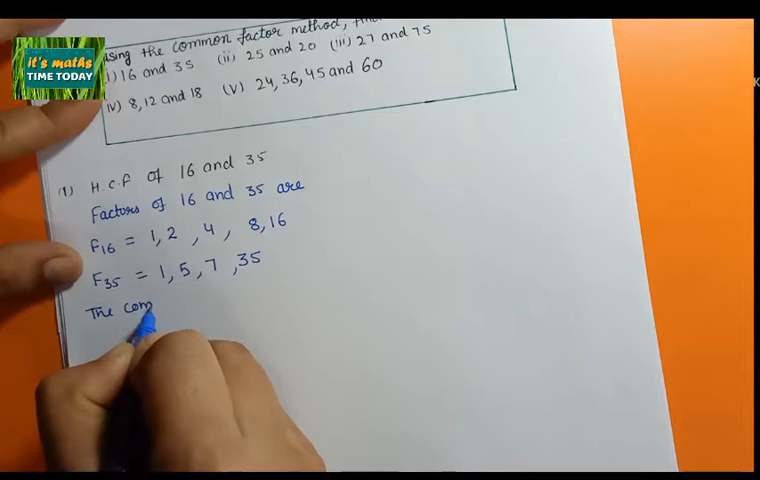 using the common factor method,
i) 16 and 35 (ii) 25 and 20 (iii) 27 and 75
iv) 8,12 and 18 (V) 24, 36, 45 and 60
it's maths
TIME TODAY
(1) H.C.F of 16 and 35
Factors of 16 and 35 are
F16 = 1, 2 , 4 , 8, 16
F35 = 1, 5 , 7 , 35
The com
K